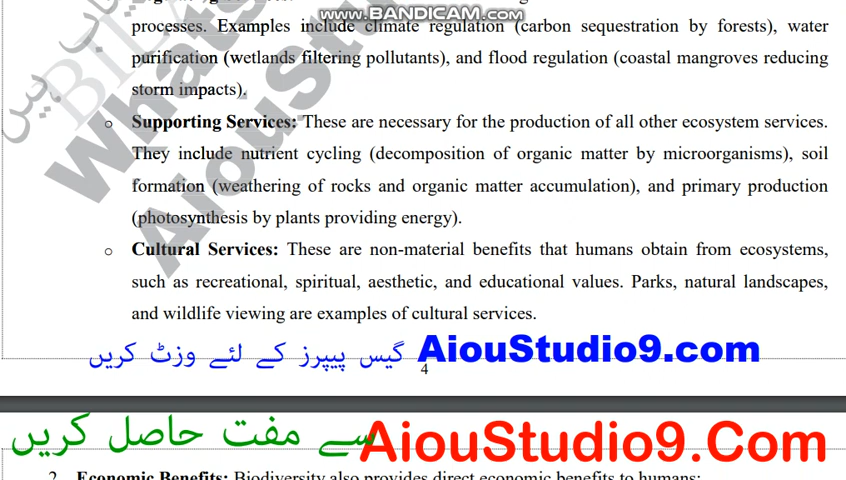 www.BANDICAM.com
processes. Examples include climate regulation (carbon sequestration by forests), water
purification (wetlands filtering pollutants), and flood regulation (coastal mangroves reducing
storm impacts).
o Supporting Services: These are necessary for the production of all other ecosystem services.
They include nutrient cycling (decomposition of organic matter by microorganisms), soil
formation (weathering of rocks and organic matter accumulation), and primary production
(photosynthesis by plants providing energy).
o Cultural Services: These are non-material benefits that humans obtain from ecosystems,
such as recreational, spiritual, aesthetic, and educational values. Parks, natural landscapes,
and wildlife viewing are examples of cultural services.
گیس پیپرز کے لئے وزٹ کریں AiouStudio9.com
4
سے مفت حاصل کریں AiouStudio9.Com
2. Economic Benefits: Biodiversity also provides direct economic benefits to humans: